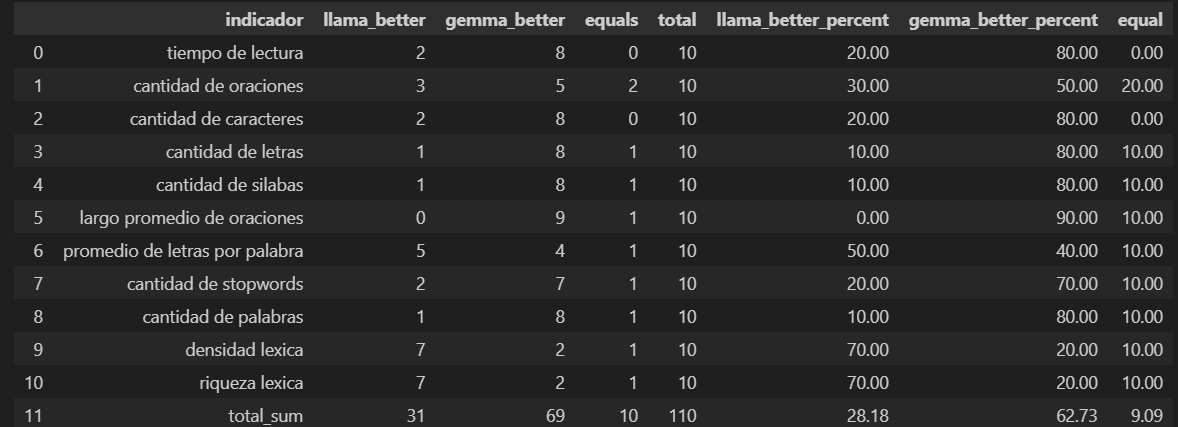 indicador llama_better gemma_better equals total llama_better_percent gemma_better_percent equal
0 tiempo de lectura 2 8 0 10 20.00 80.00 0.00
1 cantidad de oraciones 3 5 2 10 30.00 50.00 20.00
2 cantidad de caracteres 2 8 0 10 20.00 80.00 0.00
3 cantidad de letras 1 8 1 10 10.00 80.00 10.00
4 cantidad de silabas 1 8 1 10 10.00 80.00 10.00
5 largo promedio de oraciones 0 9 1 10 0.00 90.00 10.00
6 promedio de letras por palabra 5 4 1 10 50.00 40.00 10.00
7 cantidad de stopwords 2 7 1 10 20.00 70.00 10.00
8 cantidad de palabras 1 8 1 10 10.00 80.00 10.00
9 densidad lexica 7 2 1 10 70.00 20.00 10.00
10 riqueza lexica 7 2 1 10 70.00 20.00 10.00
11 total_sum 31 69 10 110 28.18 62.73 9.09